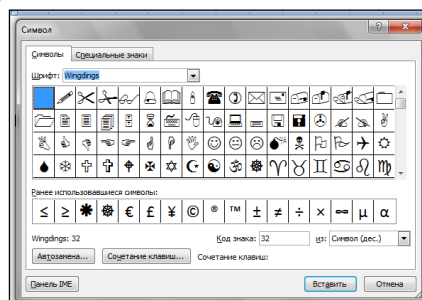 Символ
Символы Специальные знаки
Шрифт: Wingdings
Ранее использовавшиеся символы:
≤ ≥ ✱ ☸ € £ ¥ © ® ™ ± ≠ ÷ × ∞ µ α
Wingdings: 32 Код знака: 32 из: Символ (дес.)
Автозамена... Сочетание клавиш... Сочетание клавиш:
Панель IME Вставить Отмена